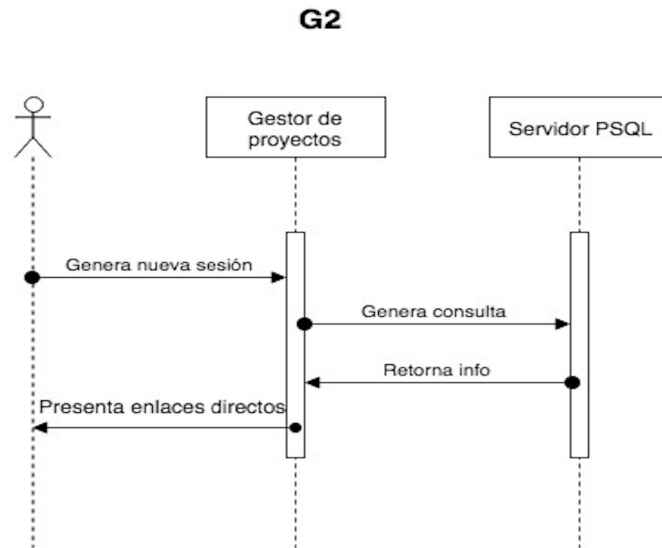 G2
Gestor de
proyectos
Servidor PSQL
Genera nueva sesión
Genera consulta
Retorna info
Presenta enlaces directos